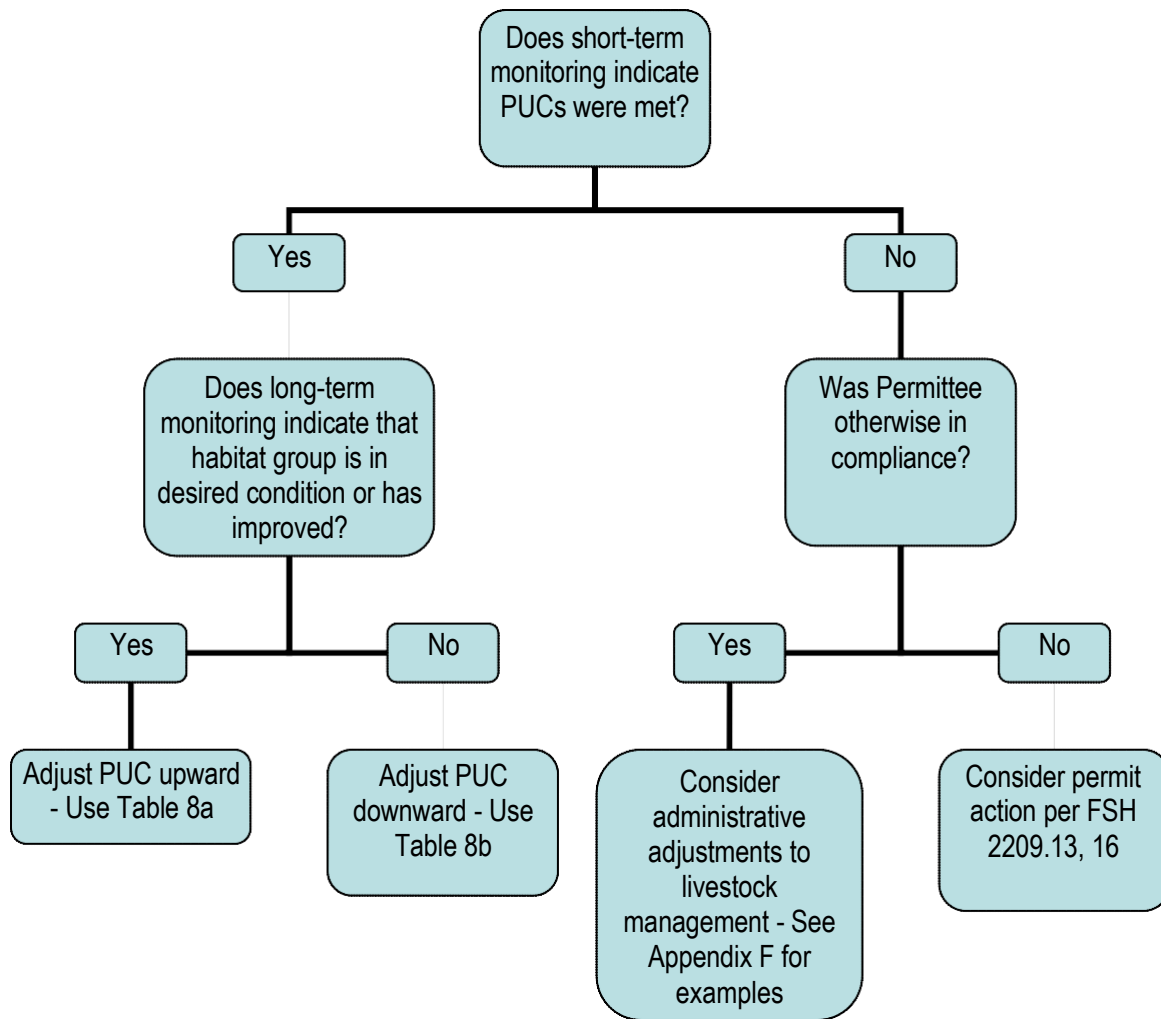 Does short-term
monitoring indicate
PUCs were met?
Yes
No
Does long-term
monitoring indicate that
habitat group is in
desired condition or has
improved?
Was Permittee
otherwise in
compliance?
Yes
No
Yes
No
Adjust PUC upward
- Use Table 8a
Adjust PUC
downward - Use
Table 8b
Consider
administrative
adjustments to
livestock
management - See
Appendix F for
examples
Consider permit
action per FSH
2209.13, 16